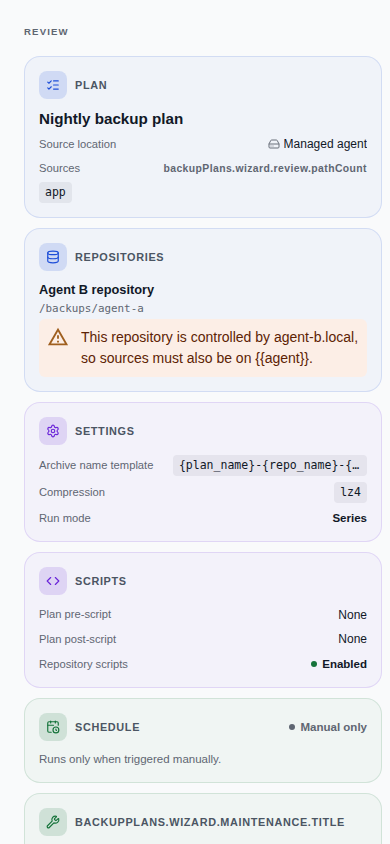 REVIEW
PLAN
Nightly backup plan
Source location
Managed agent
Sources
backupPlans.wizard.review.pathCount
app
REPOSITORIES
Agent B repository
/backups/agent-a
This repository is controlled by agent-b.local,
so sources must also be on {{agent}}.
SETTINGS
Archive name template
{plan_name}-{repo_name}-{…
Compression
lz4
Run mode
Series
SCRIPTS
Plan pre-script
None
Plan post-script
None
Repository scripts
Enabled
SCHEDULE
Manual only
Runs only when triggered manually.
BACKUPPLANS.WIZARD.MAINTENANCE.TITLE